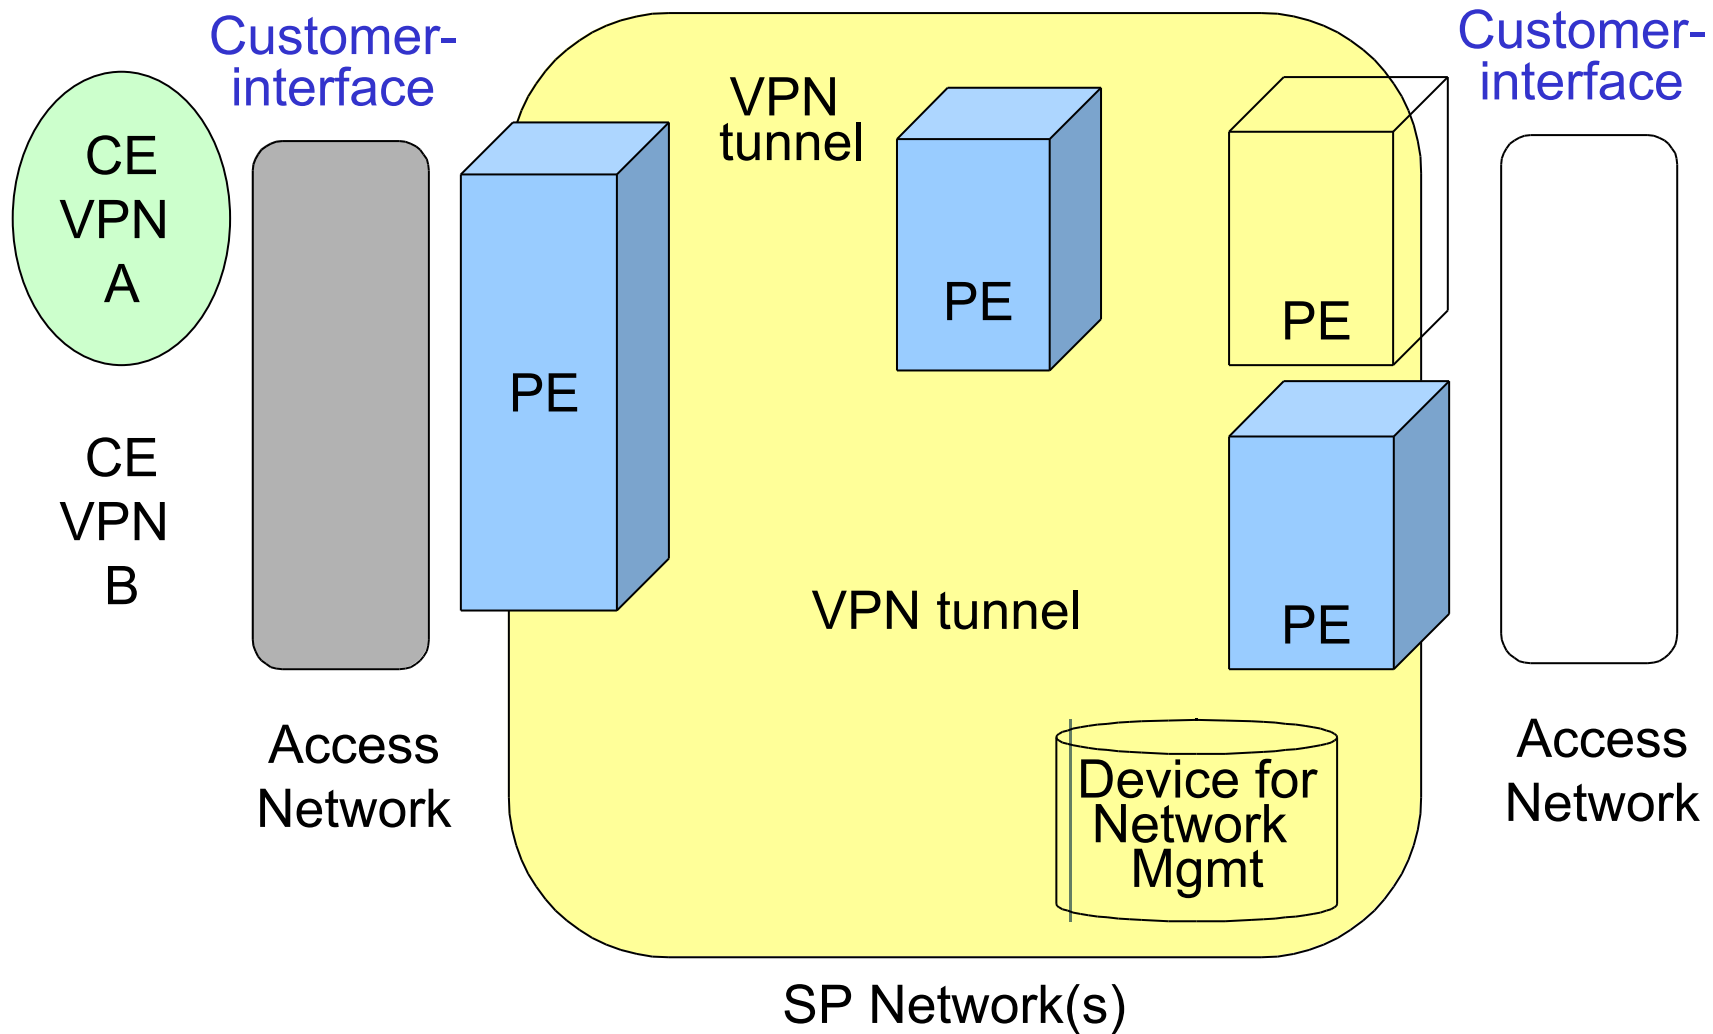 Customer-
interface
Customer-
interface
CE
VPN
A
VPN
tunnel
PE
PE
PE
CE
VPN
B
VPN tunnel
PE
Access
Network
Device for
Network
Mgmt
Access
Network
SP Network(s)